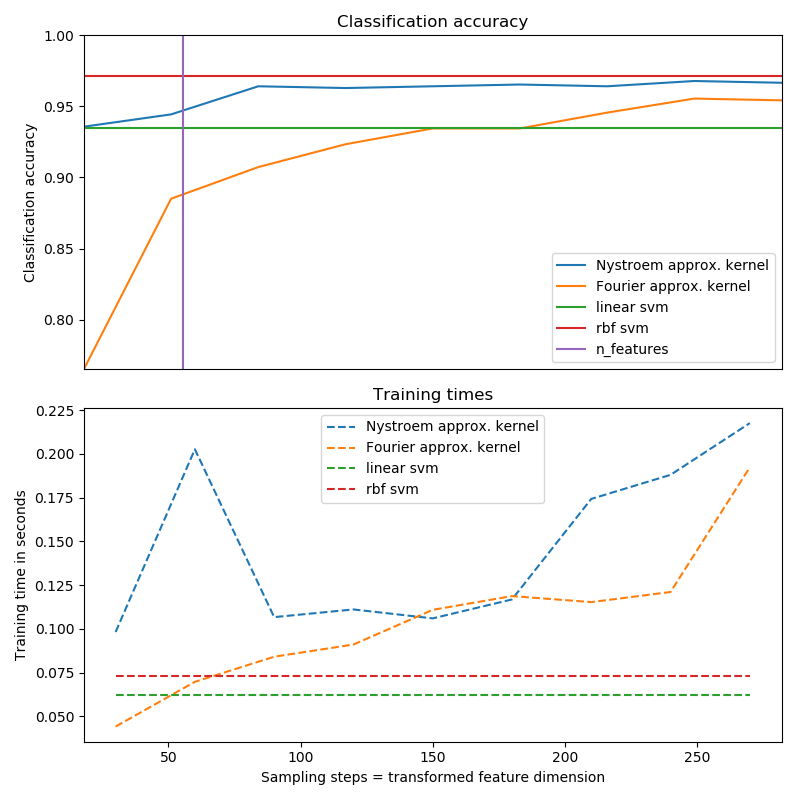 Classification accuracy
1.00
0.95
0.90
0.85
0.80
Classification accuracy
Nystroem approx. kernel
Fourier approx. kernel
linear svm
rbf svm
n_features
Training times
0.225
0.200
0.175
0.150
0.125
0.100
0.075
0.050
Training time in seconds
Nystroem approx. kernel
Fourier approx. kernel
linear svm
rbf svm
50 100 150 200 250
Sampling steps = transformed feature dimension